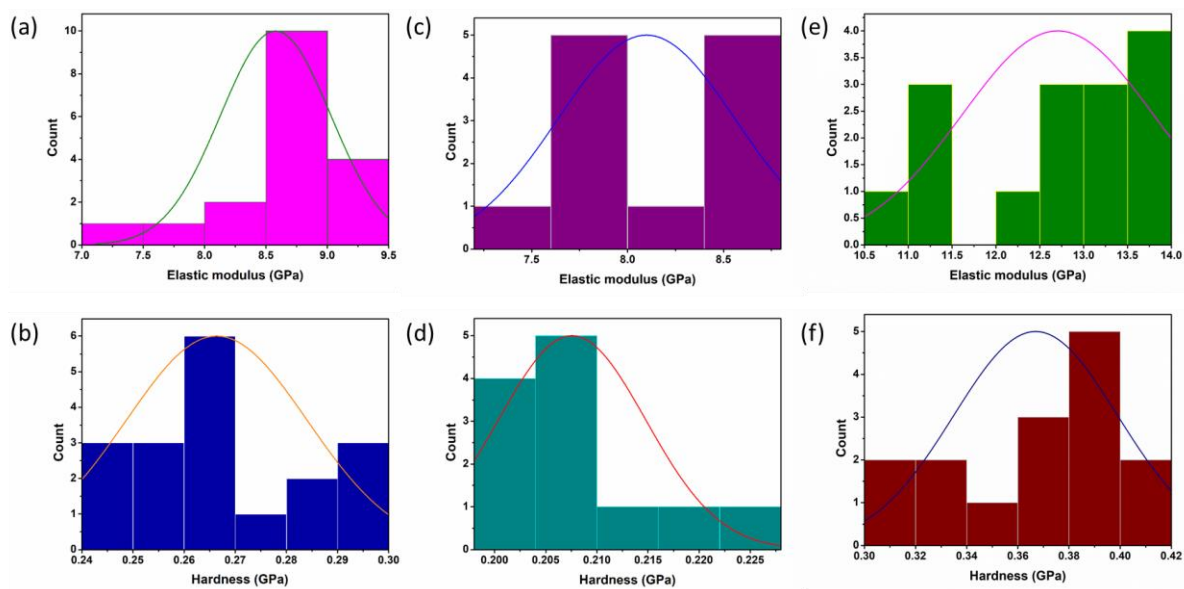 (a)
10
8
6
4
2
0
Count
7.0 7.5 8.0 8.5 9.0 9.5
Elastic modulus (GPa)
(c)
5
4
3
2
1
0
Count
7.5 8.0 8.5
Elastic modulus (GPa)
(e)
4.0
3.5
3.0
2.5
2.0
1.5
1.0
0.5
0.0
Count
10.5 11.0 11.5 12.0 12.5 13.0 13.5 14.0
Elastic modulus (GPa)
(b)
6
5
4
3
2
1
0
Count
0.24 0.25 0.26 0.27 0.28 0.29 0.30
Hardness (GPa)
(d)
5
4
3
2
1
0
Count
0.200 0.205 0.210 0.215 0.220 0.225
Hardness (GPa)
(f)
5
4
3
2
1
0
Count
0.30 0.32 0.34 0.36 0.38 0.40 0.42
Hardness (GPa)